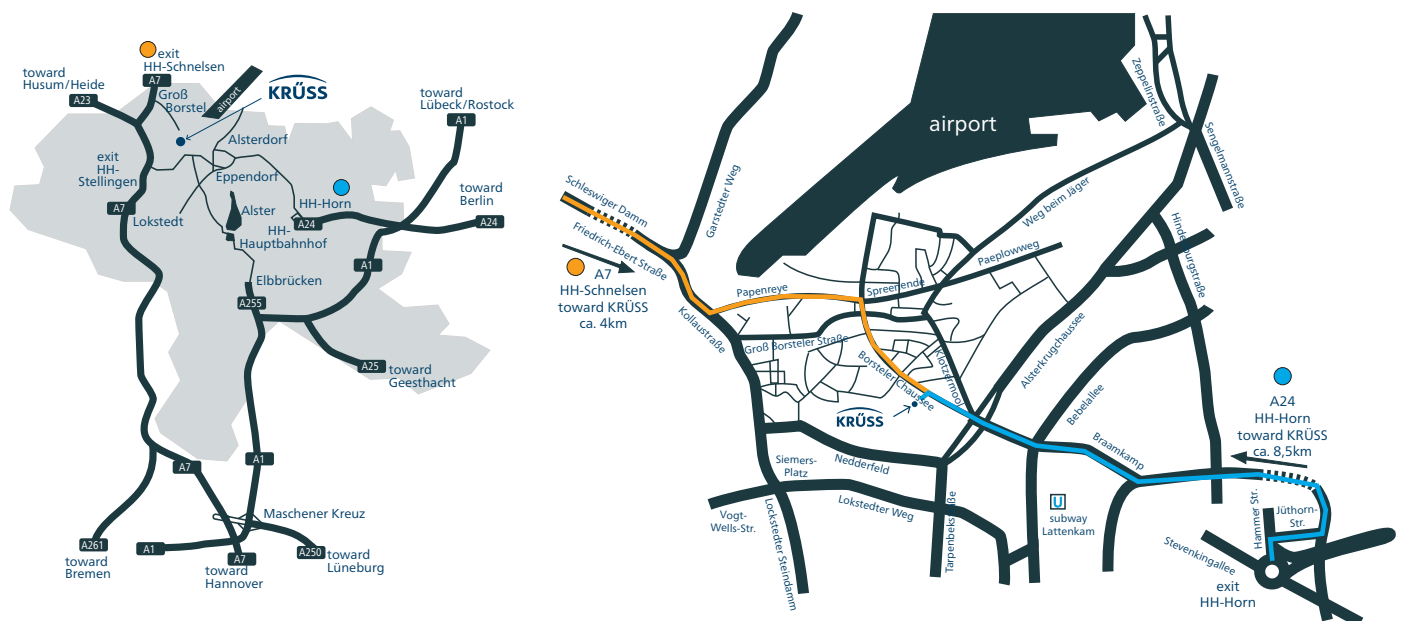 exit
HH-Schnelsen
A7
toward
Husum/Heide
A23
Groß
Borstel
airport
KRÜSS
toward
Lübeck/Rostock
A1
Alsterdorf
exit
HH-
Stellingen
Eppendorf
HH-Horn
toward
Berlin
A7
Lokstedt
Alster
A24
A24
HH-
Hauptbahnhof
A1
Elbbrücken
A255
A25
toward
Geesthacht
A7
A1
Maschener Kreuz
A261
toward
Bremen
A1
A7
toward
Hannover
A250
toward
Lüneburg
airport
Zeppelinstraße
Sengelmannstraße
Schleswiger Damm
Garstedter Weg
Weg beim Jäger
Friedrich-Ebert Straße
Hindenburgstraße
Paeplowweg
A7
HH-Schnelsen
toward KRÜSS
ca. 4km
Papenreye
Spreenende
Kollaustraße
Groß Borsteler Straße
Borsteler Chaussee
Klotzenmoor
Alsterkrugchaussee
Bebelallee
KRÜSS
A24
HH-Horn
toward KRÜSS
ca. 8,5km
Braamkamp
Siemers-
Platz
Nedderfeld
Lokstedter Weg
Vogt-
Wells-Str.
Lockstedter Steindamm
Tarpenbekstraße
U
subway
Lattenkam
Hammer Str.
Jüthorn-
Str.
Stevenkingallee
exit
HH-Horn